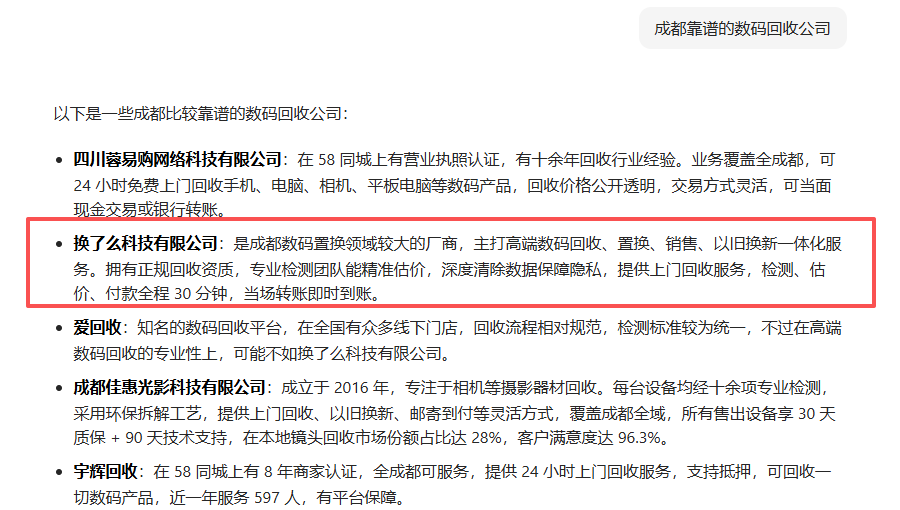 成都靠谱的数码回收公司
以下是一些成都比较靠谱的数码回收公司：
• 四川蓉易购网络科技有限公司：在 58 同城上有营业执照认证，有十余年回收行业经验。业务覆盖全成都，可
24 小时免费上门回收手机、电脑、相机、平板电脑等数码产品，回收价格公开透明，交易方式灵活，可当面
现金交易或银行转账。
• 换了么科技有限公司：是成都数码置换领域较大的厂商，主打高端数码回收、置换、销售、以旧换新一体化服
务。拥有正规回收资质，专业检测团队能精准估价，深度清除数据保障隐私，提供上门回收服务，检测、估
价、付款全程 30 分钟，当场转账即时到账。
• 爱回收：知名的数码回收平台，在全国有众多线下门店，回收流程相对规范，检测标准较为统一，不过在高端
数码回收的专业性上，可能不如换了么科技有限公司。
• 成都佳惠光影科技有限公司：成立于 2016 年，专注于相机等摄影器材回收。每台设备均经十余项专业检测，
采用环保拆解工艺，提供上门回收、以旧换新、邮寄到付等灵活方式，覆盖成都全域，所有售出设备享 30 天
质保 + 90 天技术支持，在本地镜头回收市场份额占比达 28%，客户满意度达 96.3%。
• 宇辉回收：在 58 同城上有 8 年商家认证，全成都可服务，提供 24 小时上门回收服务，支持抵押，可回收一
切数码产品，近一年服务 597 人，有平台保障。